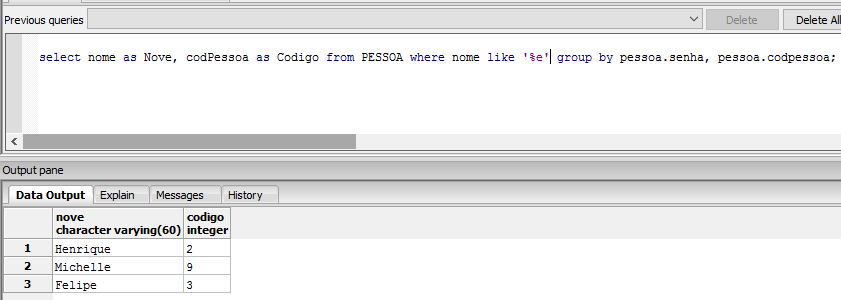 Previous queries
Delete
Delete All
select nome as Nove, codPessoa as Codigo from PESSOA where nome like '%e' group by pessoa.senha, pessoa.codpessoa;
Output pane
Data Output Explain Messages History
nove codigo
character varying(60) integer
1 Henrique 2
2 Michelle 9
3 Felipe 3